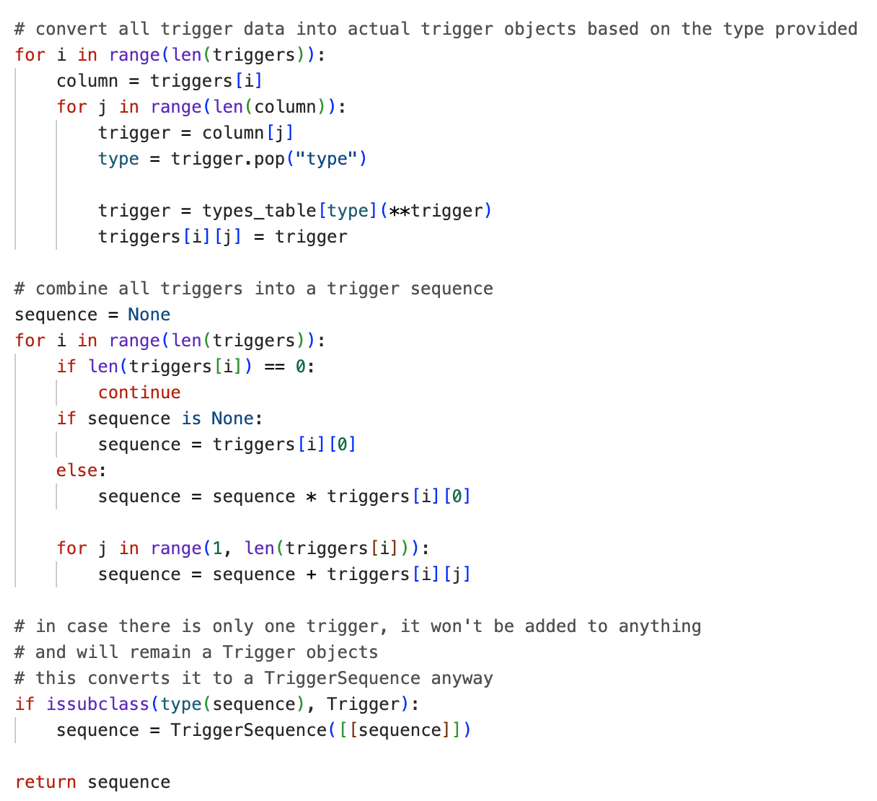 # convert all trigger data into actual trigger objects based on the type provided
for i in range(len(triggers)):
    column = triggers[i]
    for j in range(len(column)):
        trigger = column[j]
        type = trigger.pop("type")

        trigger = types_table[type](**trigger)
        triggers[i][j] = trigger

# combine all triggers into a trigger sequence
sequence = None
for i in range(len(triggers)):
    if len(triggers[i]) == 0:
        continue
    if sequence is None:
        sequence = triggers[i][0]
    else:
        sequence = sequence * triggers[i][0]

    for j in range(1, len(triggers[i])):
        sequence = sequence + triggers[i][j]

# in case there is only one trigger, it won't be added to anything
# and will remain a Trigger objects
# this converts it to a TriggerSequence anyway
if issubclass(type(sequence), Trigger):
    sequence = TriggerSequence([[sequence]])

return sequence